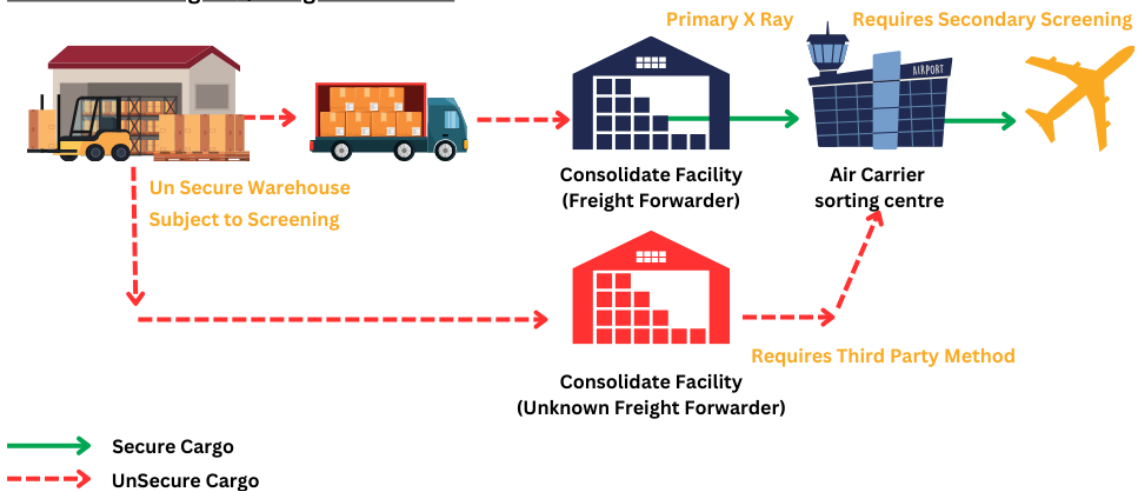 Primary X Ray
Requires Secondary Screening
AIRPORT
Un Secure Warehouse
Subject to Screening
Consolidate Facility
(Freight Forwarder)
Air Carrier
sorting centre
Requires Third Party Method
Consolidate Facility
(Unknown Freight Forwarder)
Secure Cargo
UnSecure Cargo